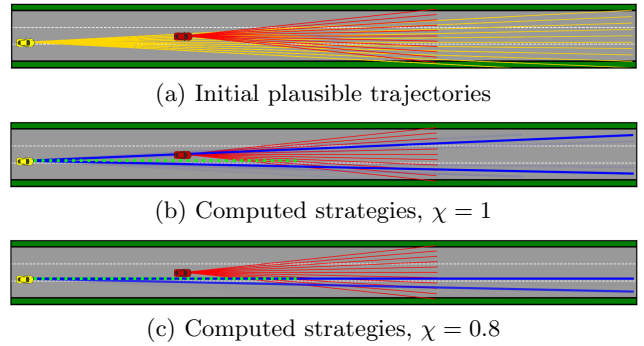 (a) Initial plausible trajectories
(b) Computed strategies, χ = 1
(c) Computed strategies, χ = 0.8